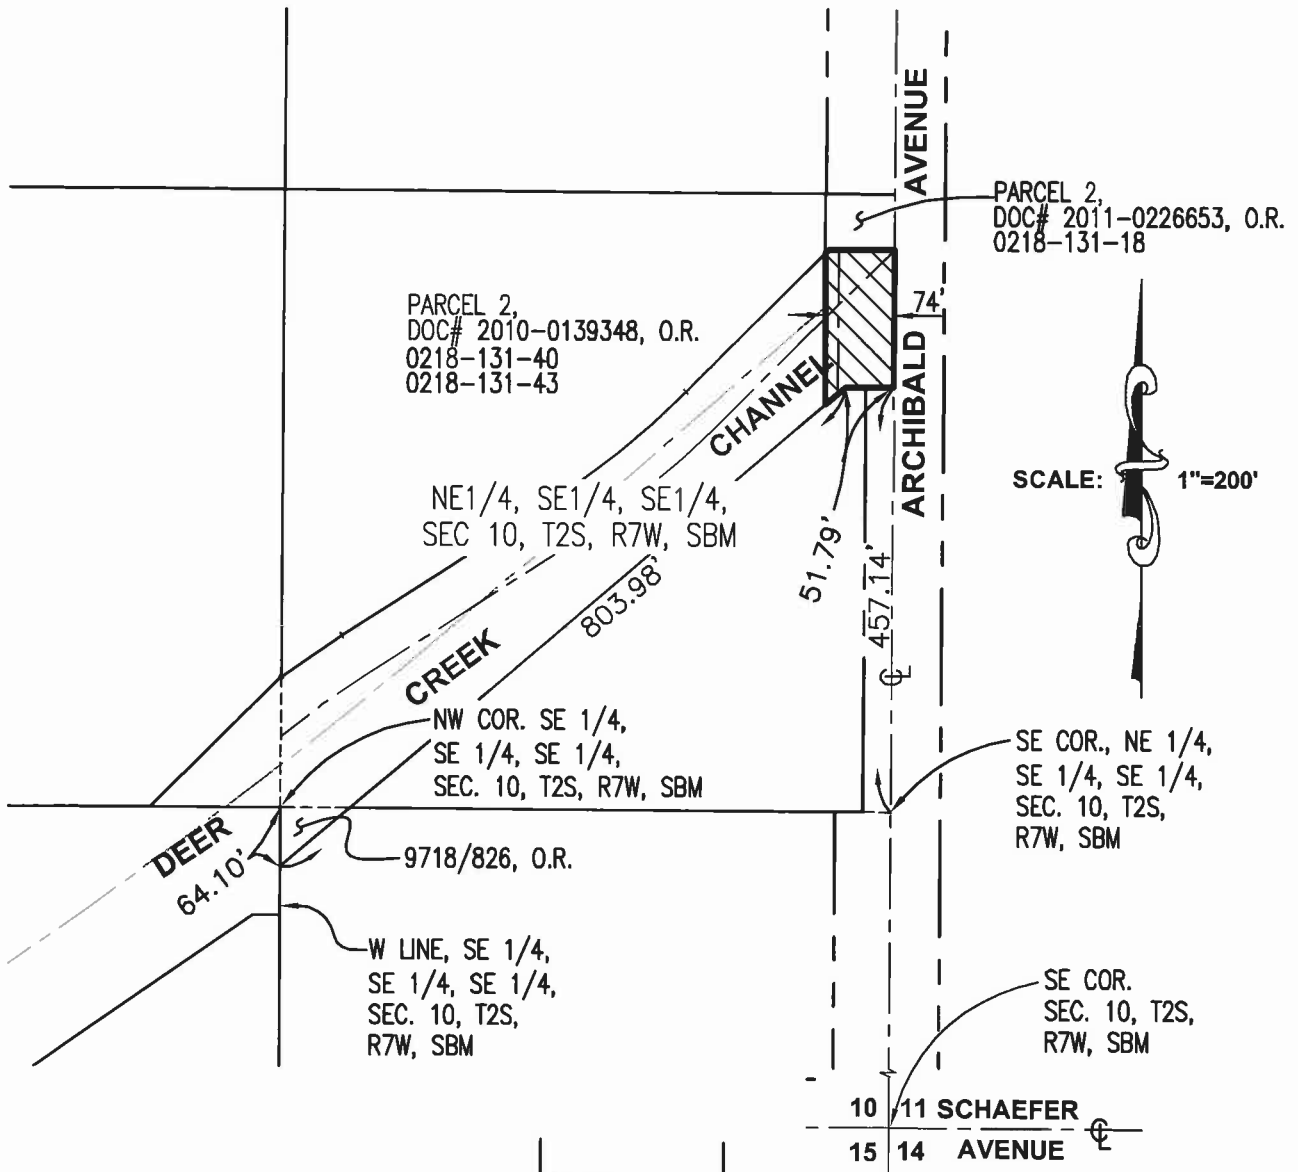 AVENUE
PARCEL 2,
DOC# 2011-0226653, O.R.
0218-131-18
PARCEL 2,
DOC# 2010-0139348, O.R.
0218-131-40
0218-131-43
74'
CHANNEL
ARCHIBALD
SCALE: 1"=200'
NE1/4, SE1/4, SE1/4,
SEC 10, T2S, R7W, SBM
51.79'
457.14'
803.98'
CREEK
℄
NW COR. SE 1/4,
SE 1/4, SE 1/4,
SEC. 10, T2S, R7W, SBM
SE COR., NE 1/4,
SE 1/4, SE 1/4,
SEC. 10, T2S,
R7W, SBM
DEER
64.10'
9718/826, O.R.
W LINE, SE 1/4,
SE 1/4, SE 1/4,
SEC. 10, T2S,
R7W, SBM
SE COR.
SEC. 10, T2S,
R7W, SBM
10 11 SCHAEFER
℄
15 14 AVENUE